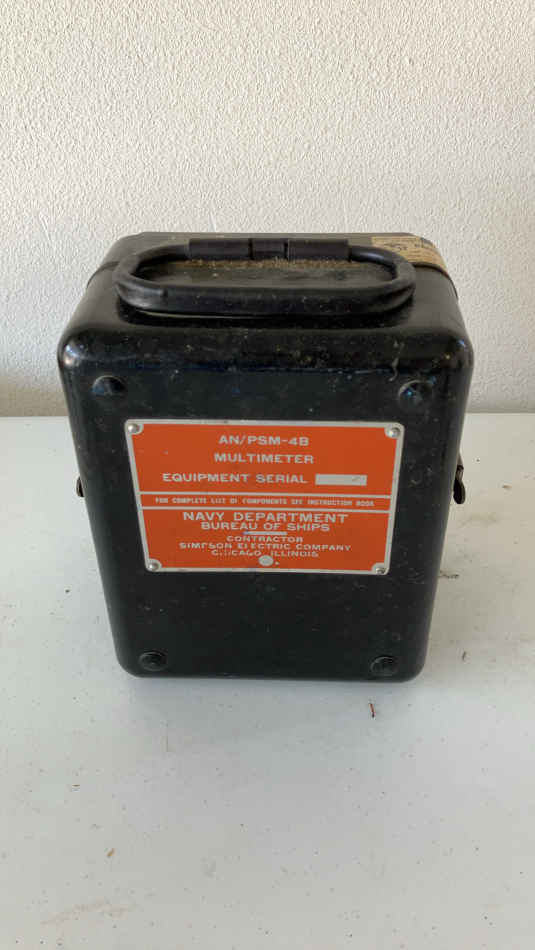 AN/PSM-4B
MULTIMETER
EQUIPMENT SERIAL
FOR COMPLETE LIST OF COMPONENTS SEE INSTRUCTION BOOK
NAVY DEPARTMENT
BUREAU OF SHIPS
CONTRACTOR
SIMPSON ELECTRIC COMPANY
CHICAGO, ILLINOIS